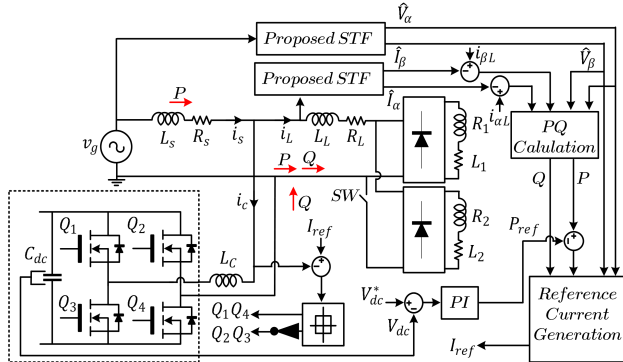 V̂α
Proposed STF
Îβ
iβL
V̂β
Proposed STF
P
Îα
iαL
Ls
Rs
is
iL
LL
RL
R1
L1
PQ
Calulation
vg
P
Q
Q
P
Q
SW
R2
L2
Pref
ic
Iref
Q1
Q2
Cdc
LC
Q3
Q4
Q1Q4
Q2Q3
V*dc
Vdc
PI
Reference
Current
Generation
Iref